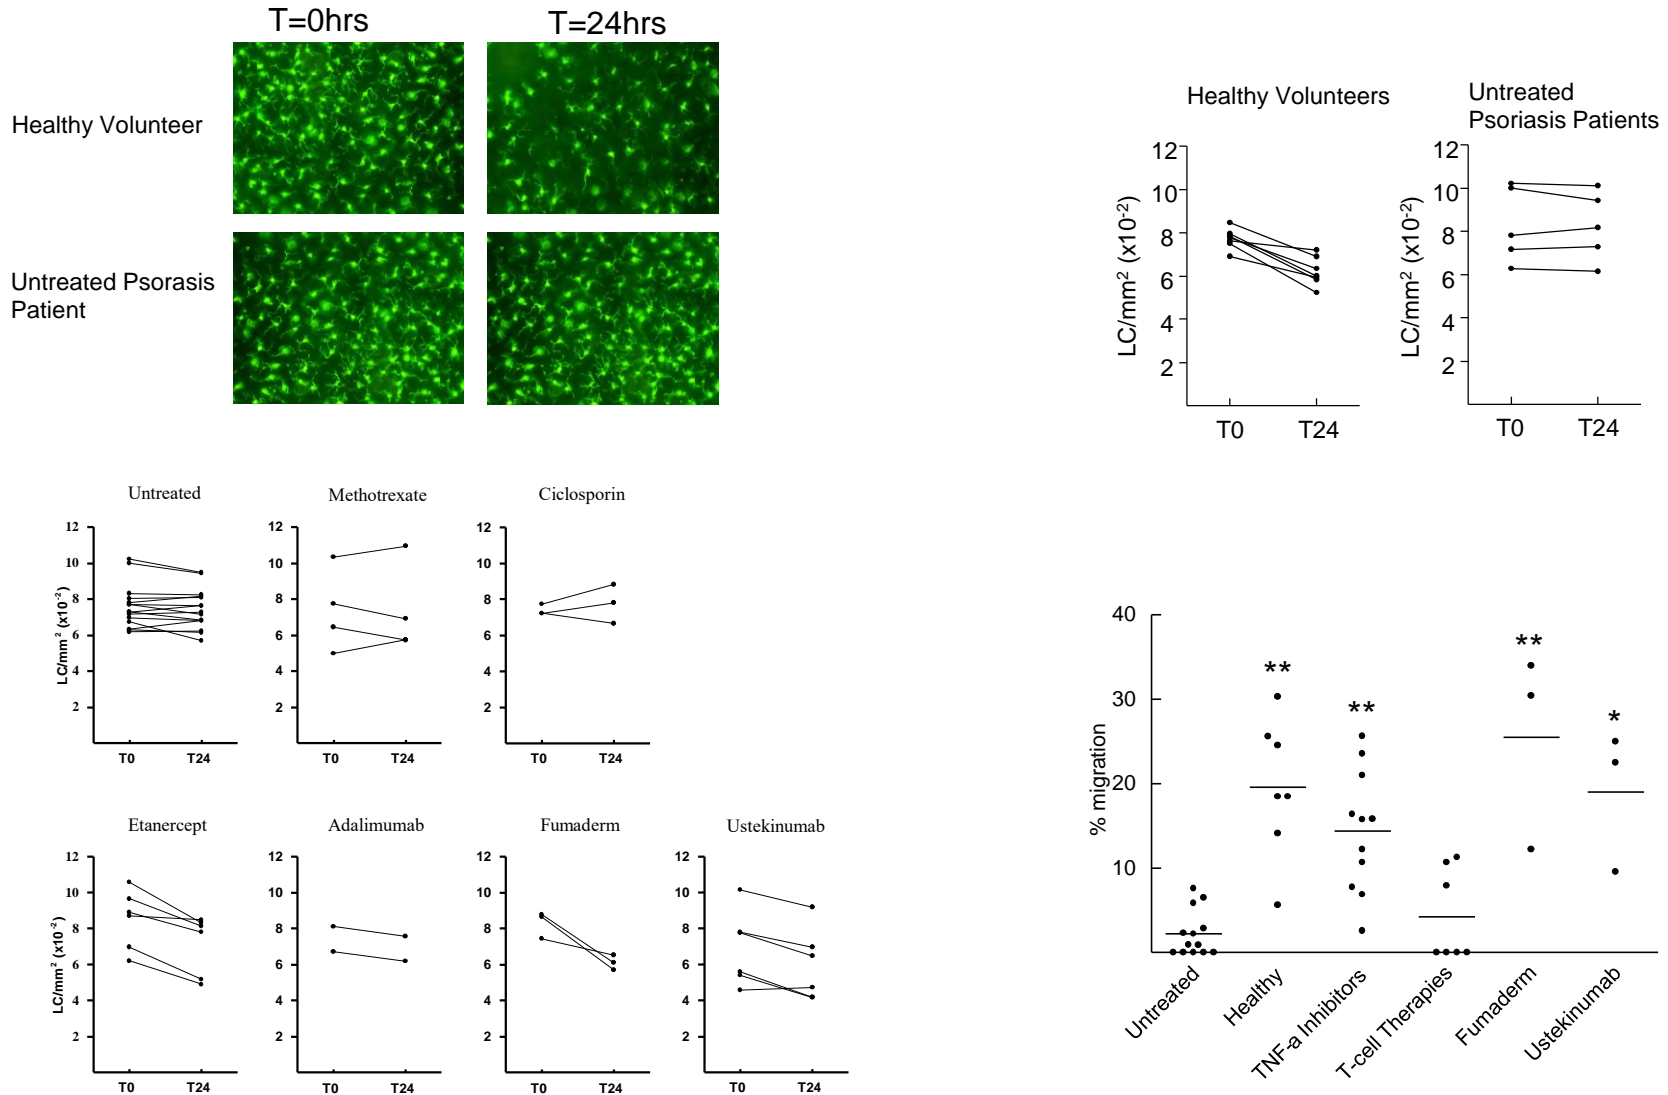 T=0hrs
T=24hrs
Healthy Volunteer
Untreated Psorasis
Patient
Healthy Volunteers
12
10
8
6
4
2
LC/mm² (x10⁻²)
T0
T24
Untreated
Psoriasis Patients
12
10
8
6
4
2
LC/mm² (x10⁻²)
T0
T24
Untreated
12
10
8
6
4
2
LC/mm² (x10⁻²)
T0
T24
Methotrexate
12
10
8
6
4
2
T0
T24
Ciclosporin
12
10
8
6
4
2
T0
T24
Etanercept
12
10
8
6
4
2
LC/mm² (x10⁻²)
T0
T24
Adalimumab
12
10
8
6
4
2
T0
T24
Fumaderm
12
10
8
6
4
2
T0
T24
Ustekinumab
12
10
8
6
4
2
T0
T24
40
30
20
10
% migration
**
**
**
*
Untreated
Healthy
TNF-a Inhibitors
T-cell Therapies
Fumaderm
Ustekinumab